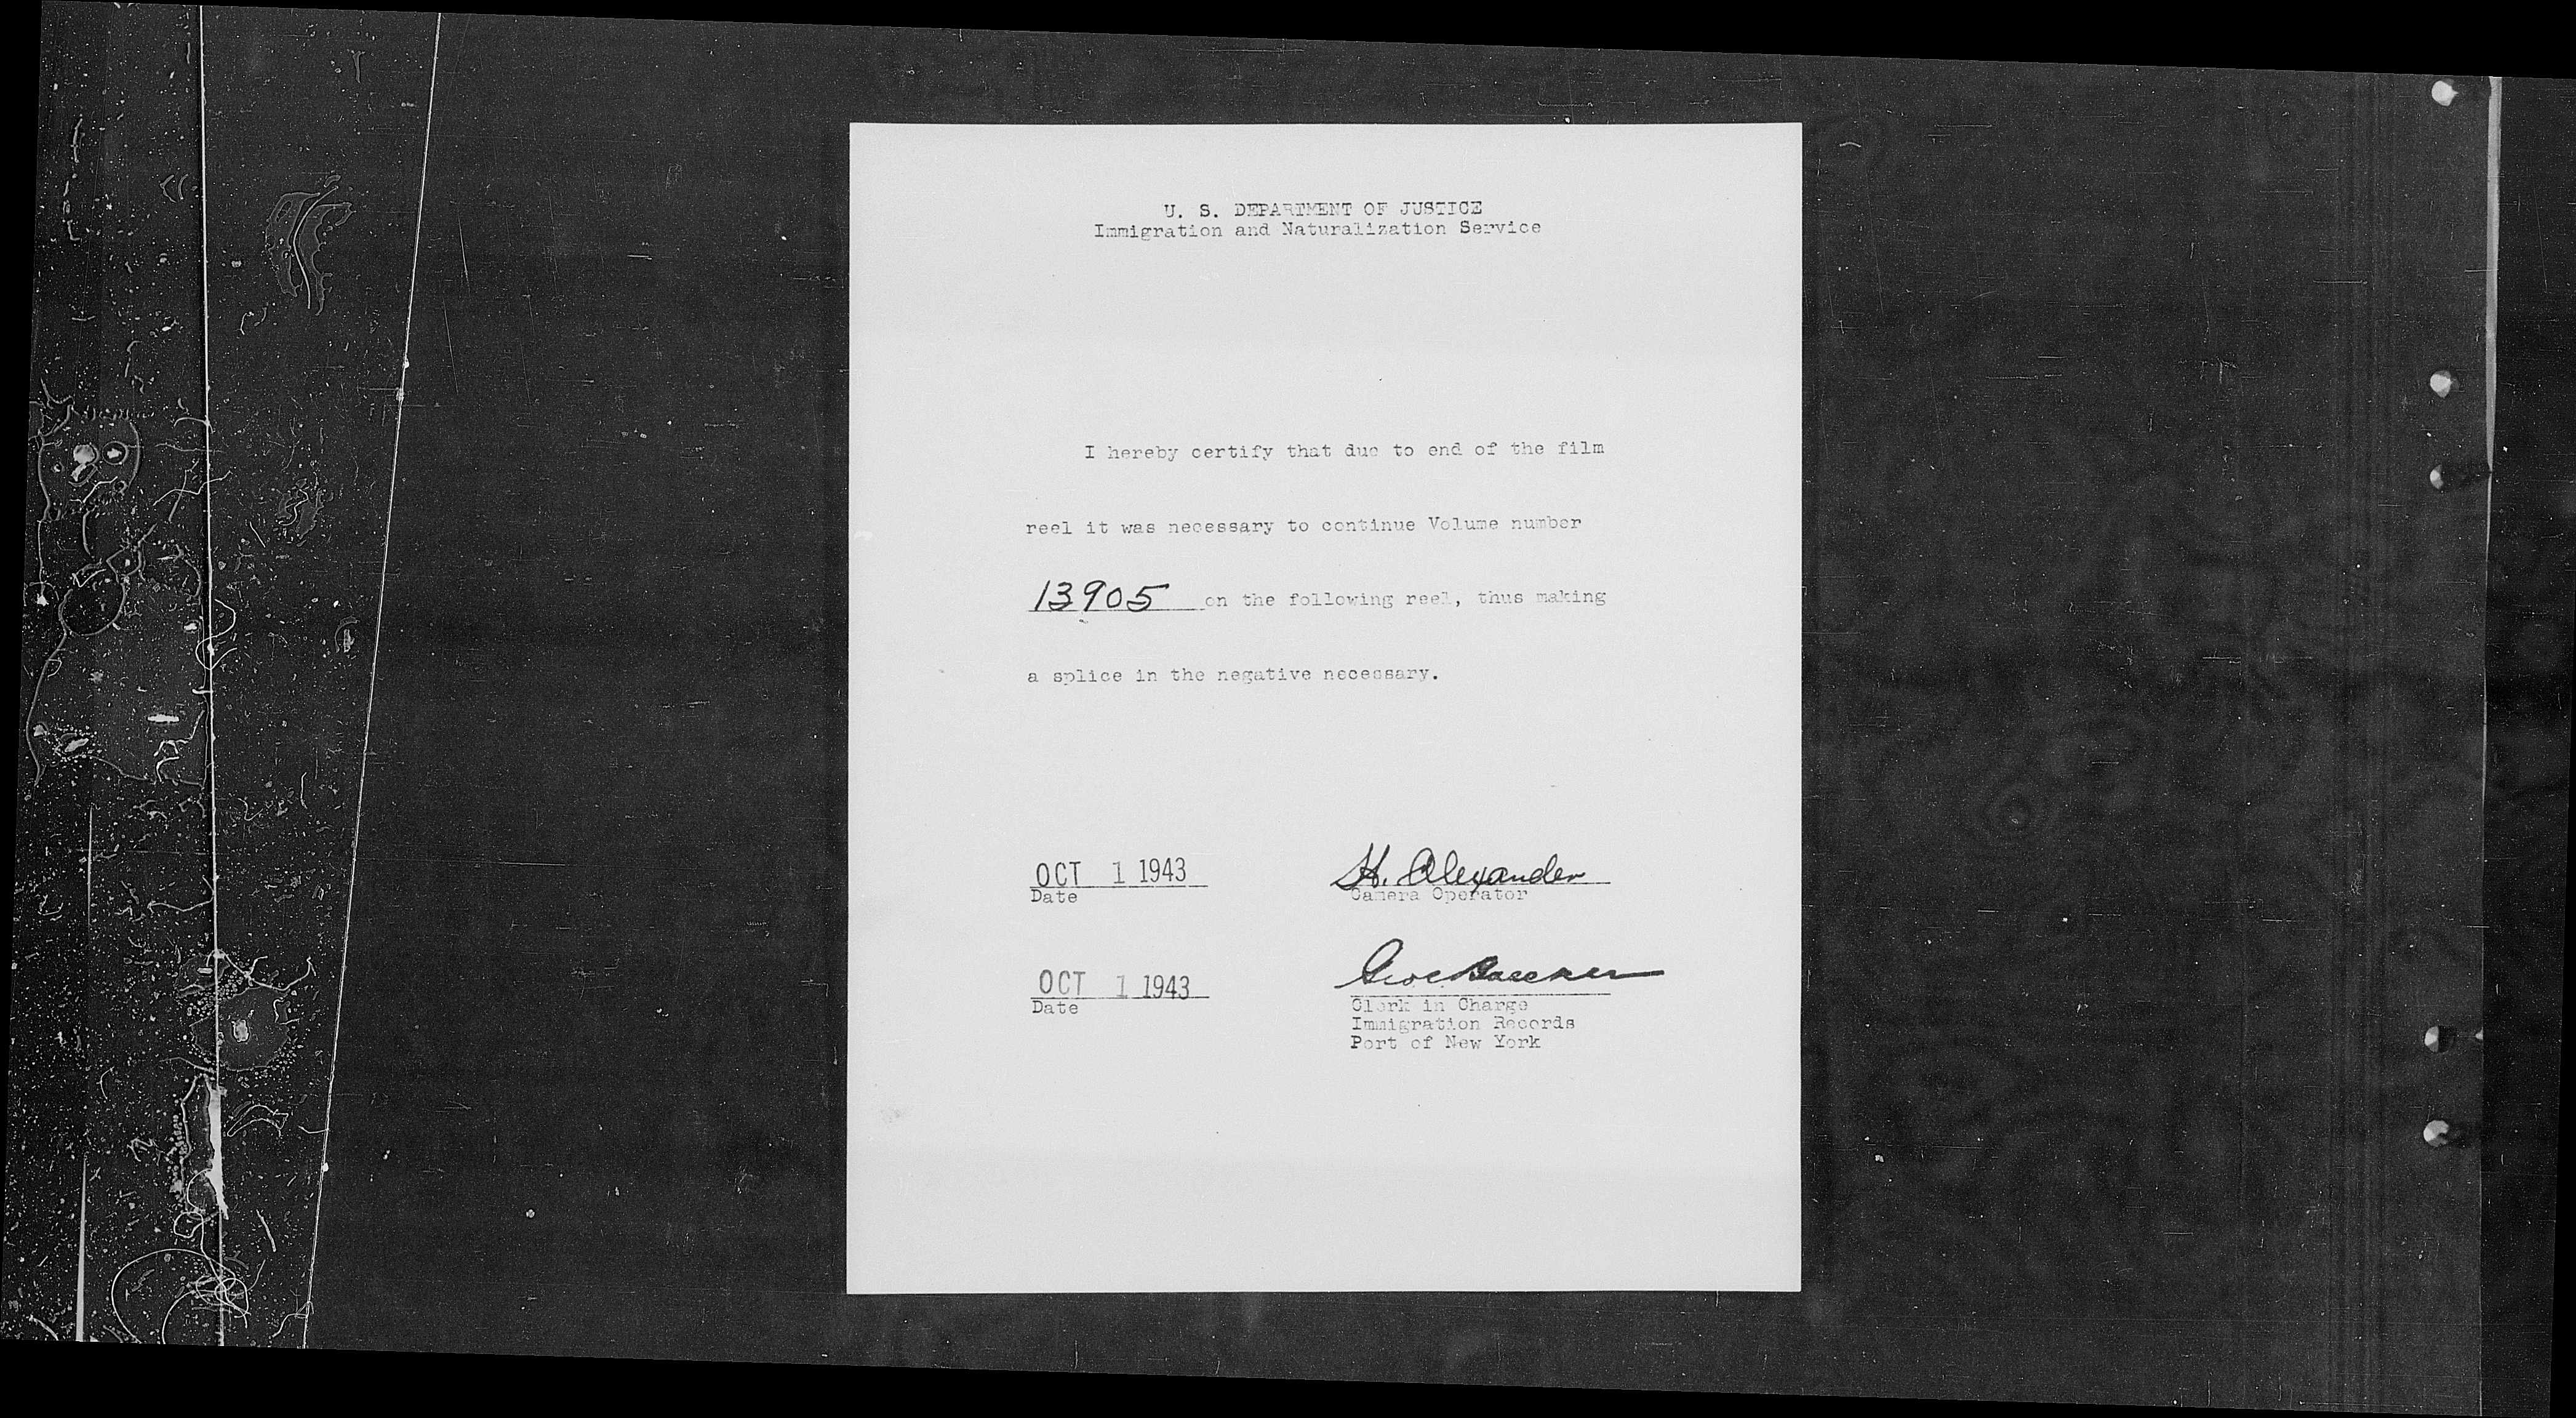 U. S. DEPARTMENT OF JUSTICE
Immigration and Naturalization Service
I hereby certify that due to end of the film
reel it was necessary to continue Volume number
13905 on the following reel, thus making
a splice in the negative necessary.
OCT 1 1943
Date
H. Alexander
Camera Operator
OCT 1 1943
Date
Clerk in Charge
Immigration Records
Port of New York